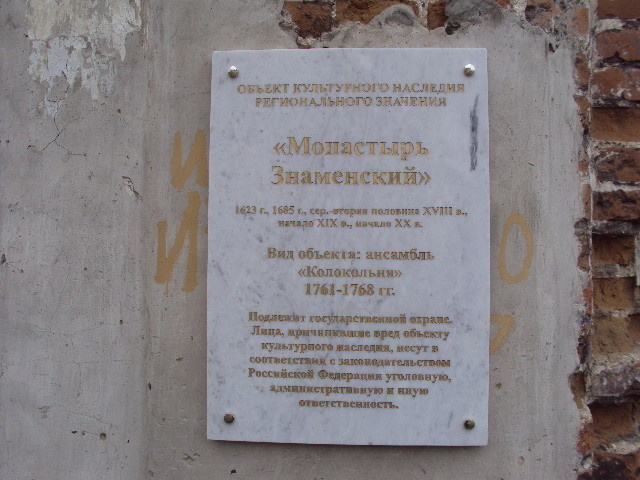 ОБЪЕКТ КУЛЬТУРНОГО НАСЛЕДИЯ
РЕГИОНАЛЬНОГО ЗНАЧЕНИЯ
«Монастырь
Знаменский»
1623 г., 1685 г., сер.-вторая половина XVIII в.,
начало XIX в., начало XX в.
Вид объекта: ансамбль
«Колокольня»
1761-1768 гг.
Подлежит государственной охране.
Лица, причинившие вред объекту
культурного наследия, несут в
соответствии с законодательством
Российской Федерации уголовную,
административную и иную
ответственность.